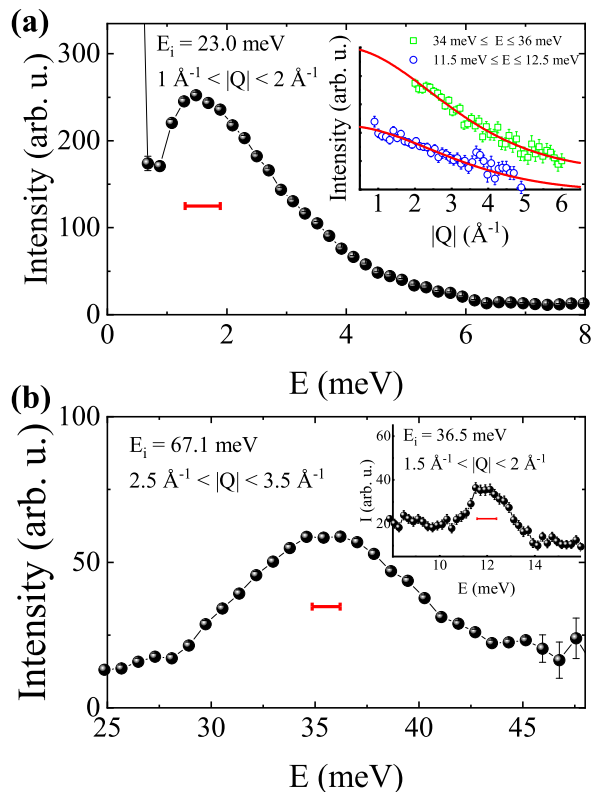 (a)
E_i = 23.0 meV
1 Å⁻¹ < |Q| < 2 Å⁻¹
34 meV ≤ E ≤ 36 meV
11.5 meV ≤ E ≤ 12.5 meV
Intensity (arb. u.)
1 2 3 4 5 6
|Q| (Å⁻¹)
Intensity (arb. u.)
300
200
100
0
0 2 4 6 8
E (meV)
(b)
E_i = 67.1 meV
2.5 Å⁻¹ < |Q| < 3.5 Å⁻¹
E_i = 36.5 meV
1.5 Å⁻¹ < |Q| < 2 Å⁻¹
I (arb. u.)
60
40
20
10 12 14
E (meV)
Intensity (arb. u.)
100
50
0
25 30 35 40 45
E (meV)